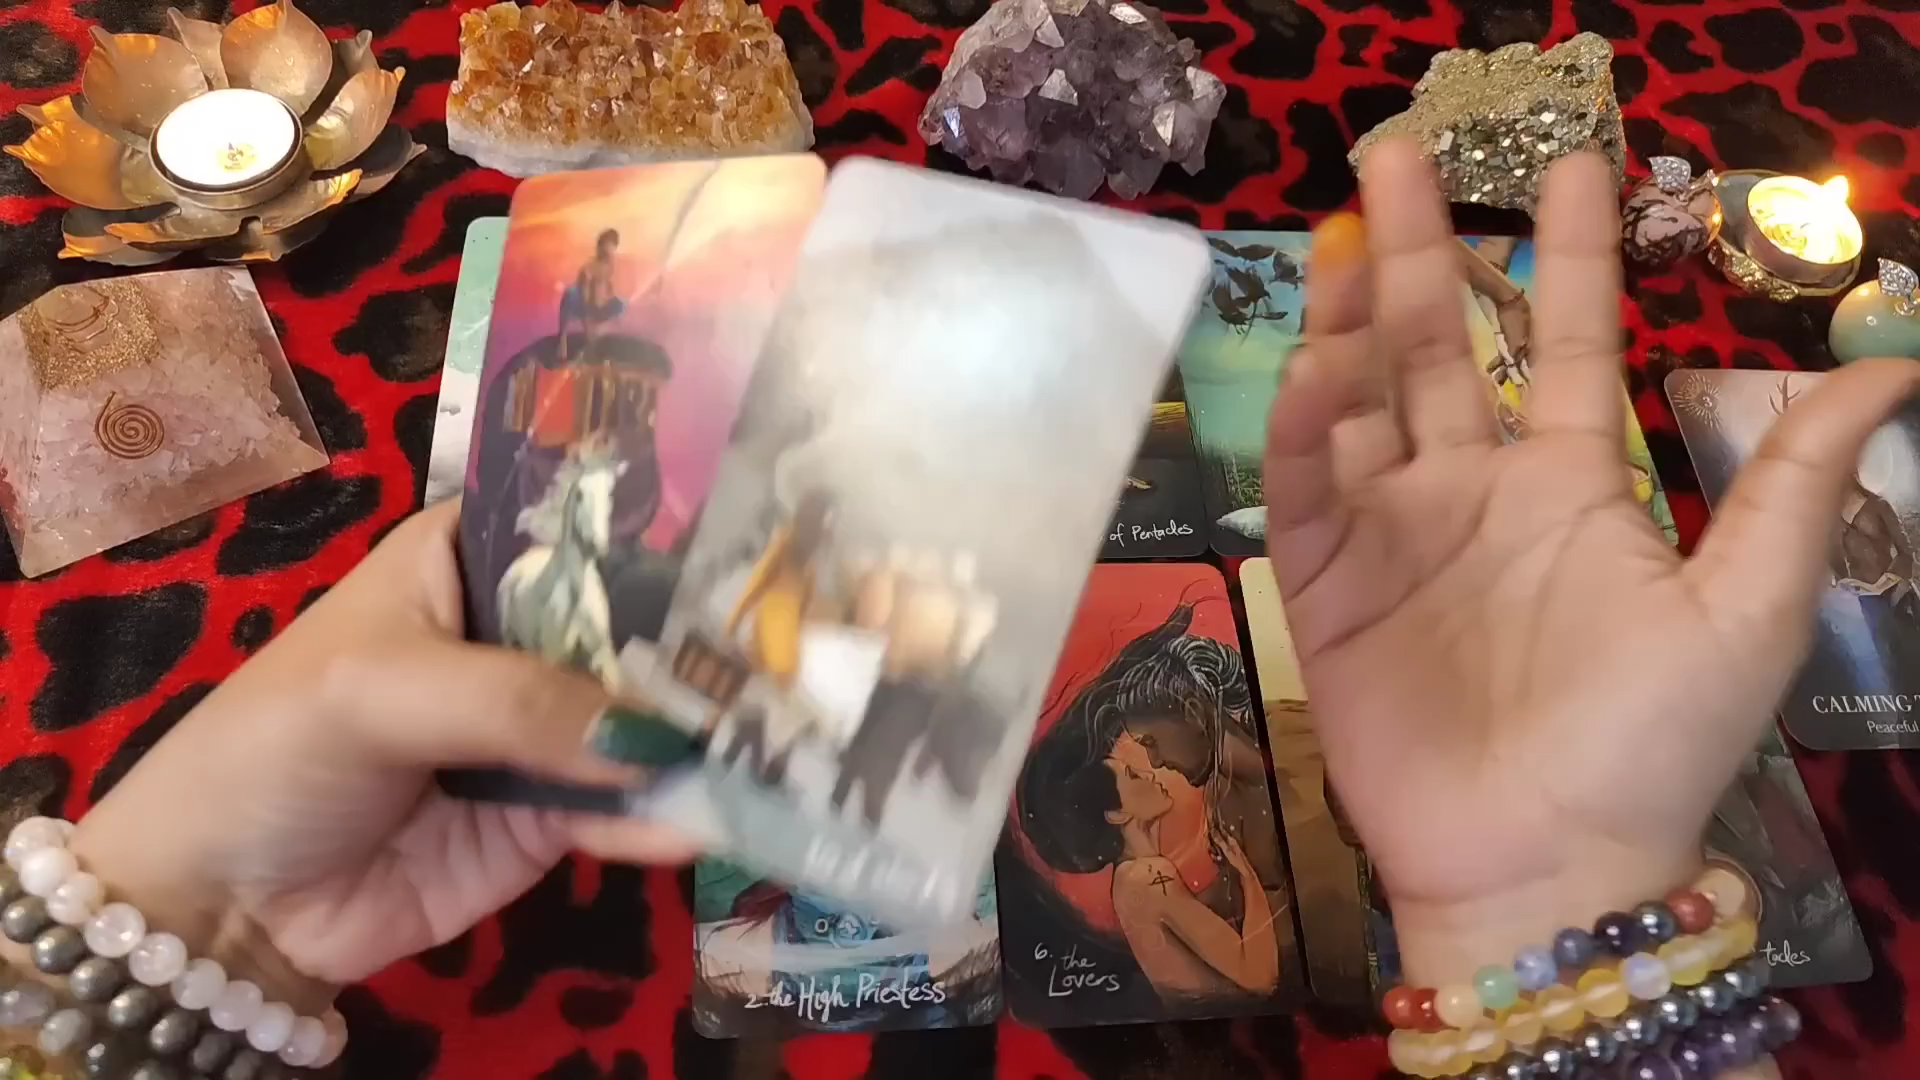 of Pentacles
CALMING
Peaceful
6. the
Lovers
tacles
2. the High Priestess